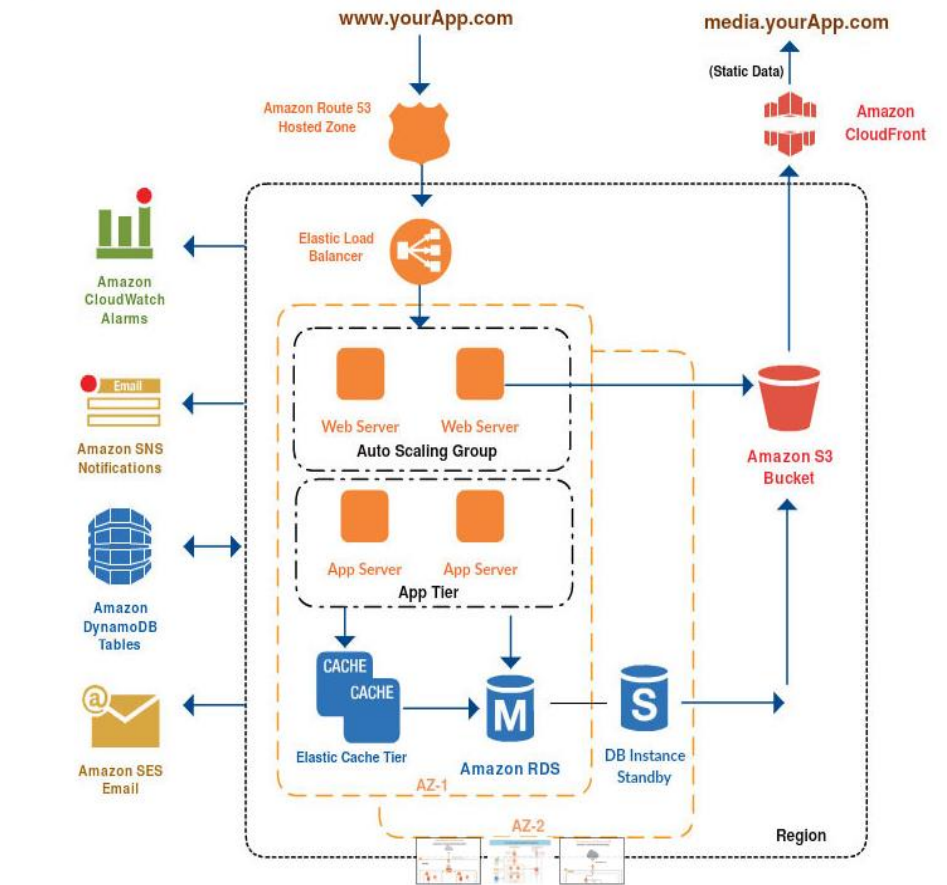 www.yourApp.com
media.yourApp.com
(Static Data)
Amazon Route 53
Hosted Zone
Amazon
CloudFront
Elastic Load
Balancer
Amazon
CloudWatch
Alarms
Web Server
Web Server
Auto Scaling Group
Email
Amazon SNS
Notifications
Amazon S3
Bucket
App Server
App Server
App Tier
Amazon
DynamoDB
Tables
CACHE
CACHE
M
S
@
Elastic Cache Tier
Amazon RDS
DB Instance
Standby
Amazon SES
Email
AZ-1
AZ-2
Region